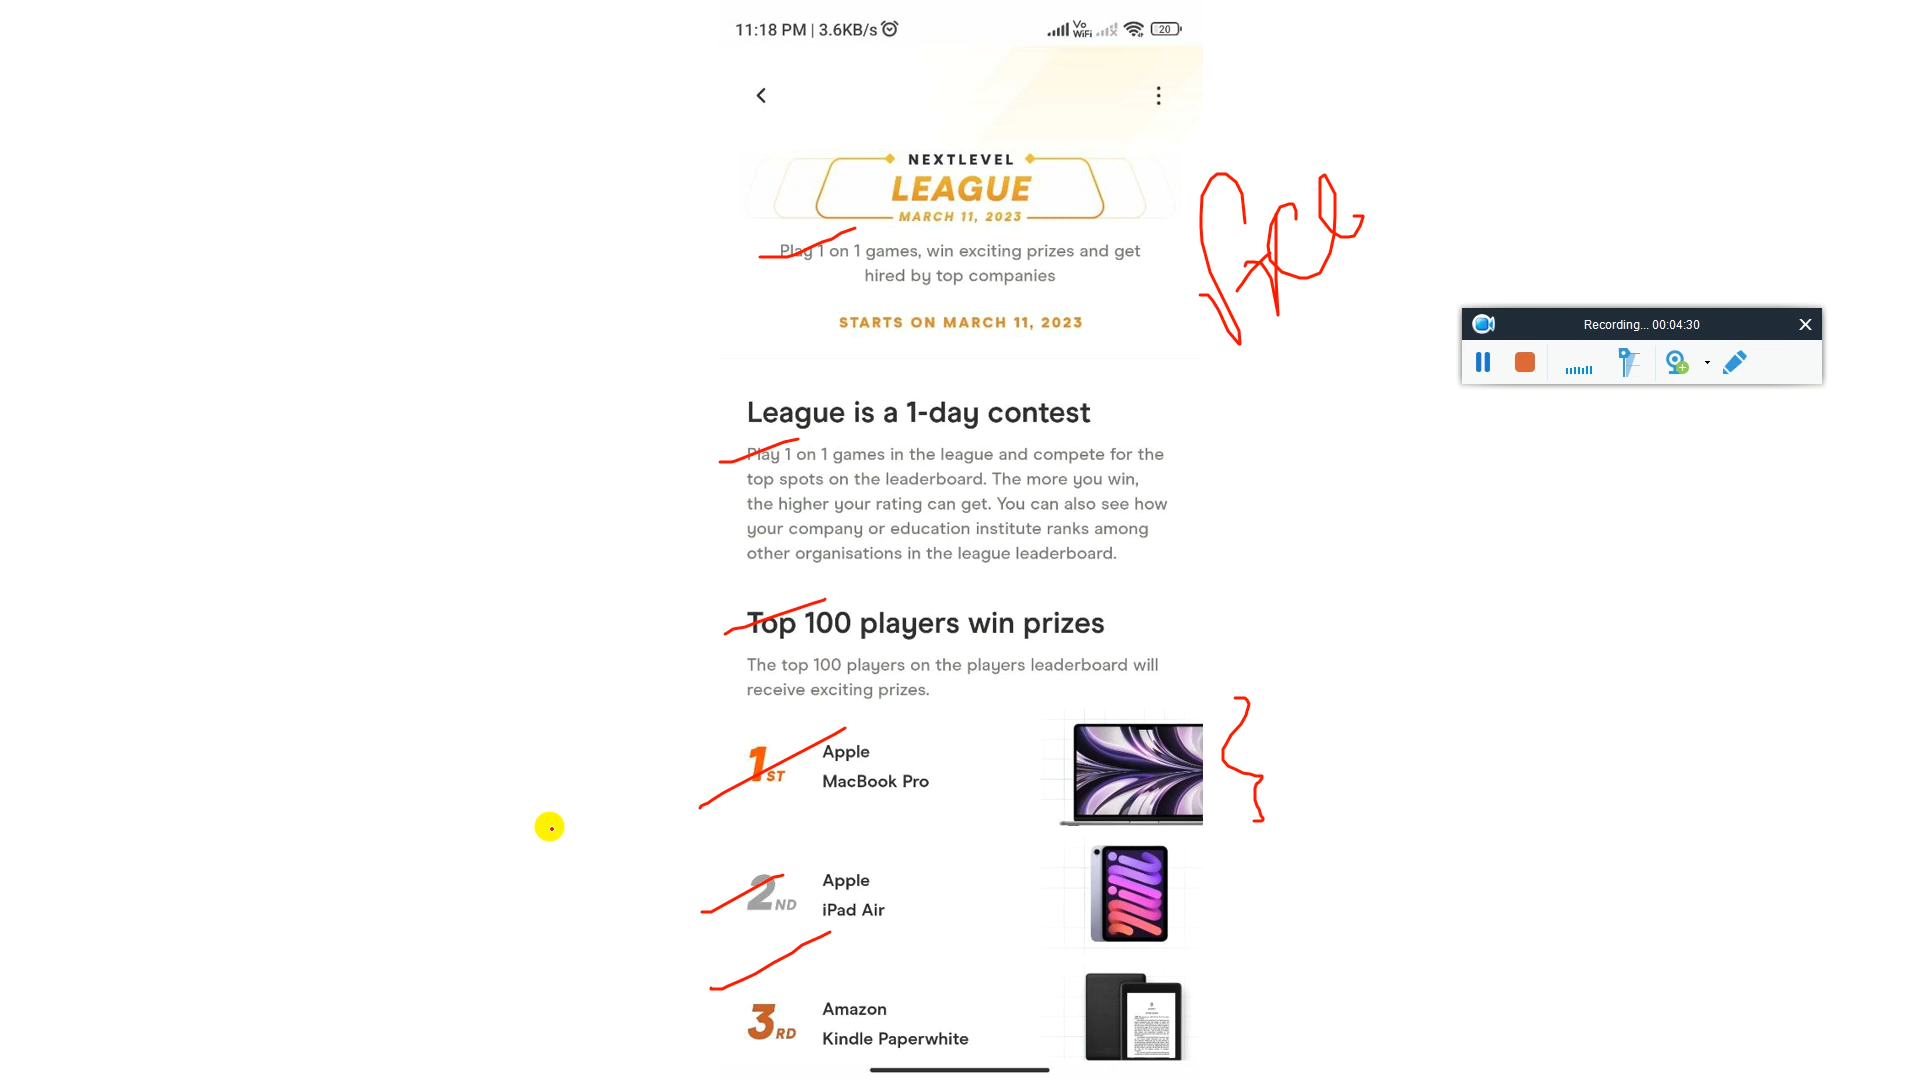 11:18 PM | 3.6KB/s
Vo
WiFi
20
NEXTLEVEL
LEAGUE
MARCH 11, 2023
Play 1 on 1 games, win exciting prizes and get
hired by top companies
STARTS ON MARCH 11, 2023
Recording... 00:04:30
League is a 1-day contest
Play 1 on 1 games in the league and compete for the
top spots on the leaderboard. The more you win,
the higher your rating can get. You can also see how
your company or education institute ranks among
other organisations in the league leaderboard.
Top 100 players win prizes
The top 100 players on the players leaderboard will
receive exciting prizes.
1ST
Apple
MacBook Pro
2ND
Apple
iPad Air
3RD
Amazon
Kindle Paperwhite